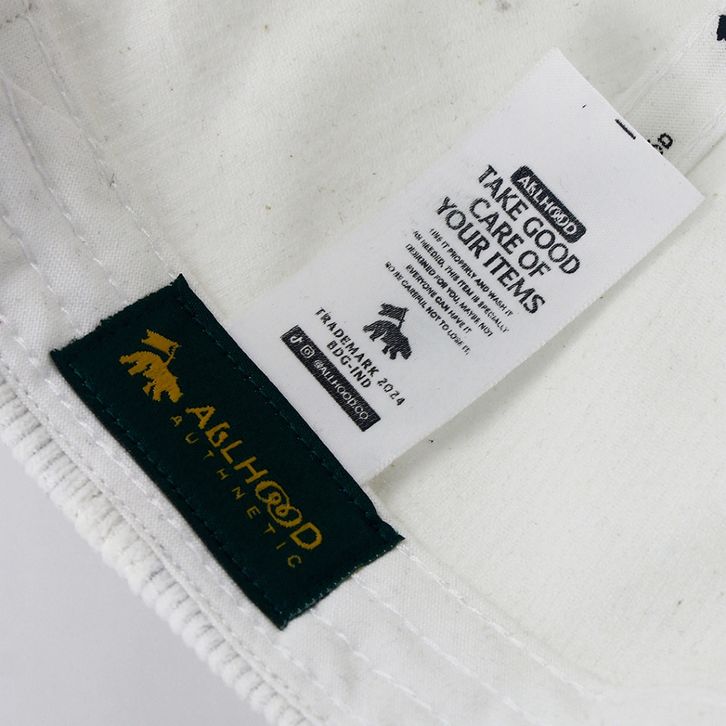 ALLHOOD
TAKE GOOD
CARE OF
YOUR ITEMS
USE IT PROPERLY AND WASH IT
AS NEEDED, THIS ITEM IS SPECIALLY
DESIGNED FOR YOU, MAYBE NOT
EVERYONE CAN HAVE IT
SO BE CAREFUL NOT TO LOSE IT.
TRADEMARK 2024
BDG-IND
@ALLHOOD.CO
ALLHOOD
AUTHNETIC